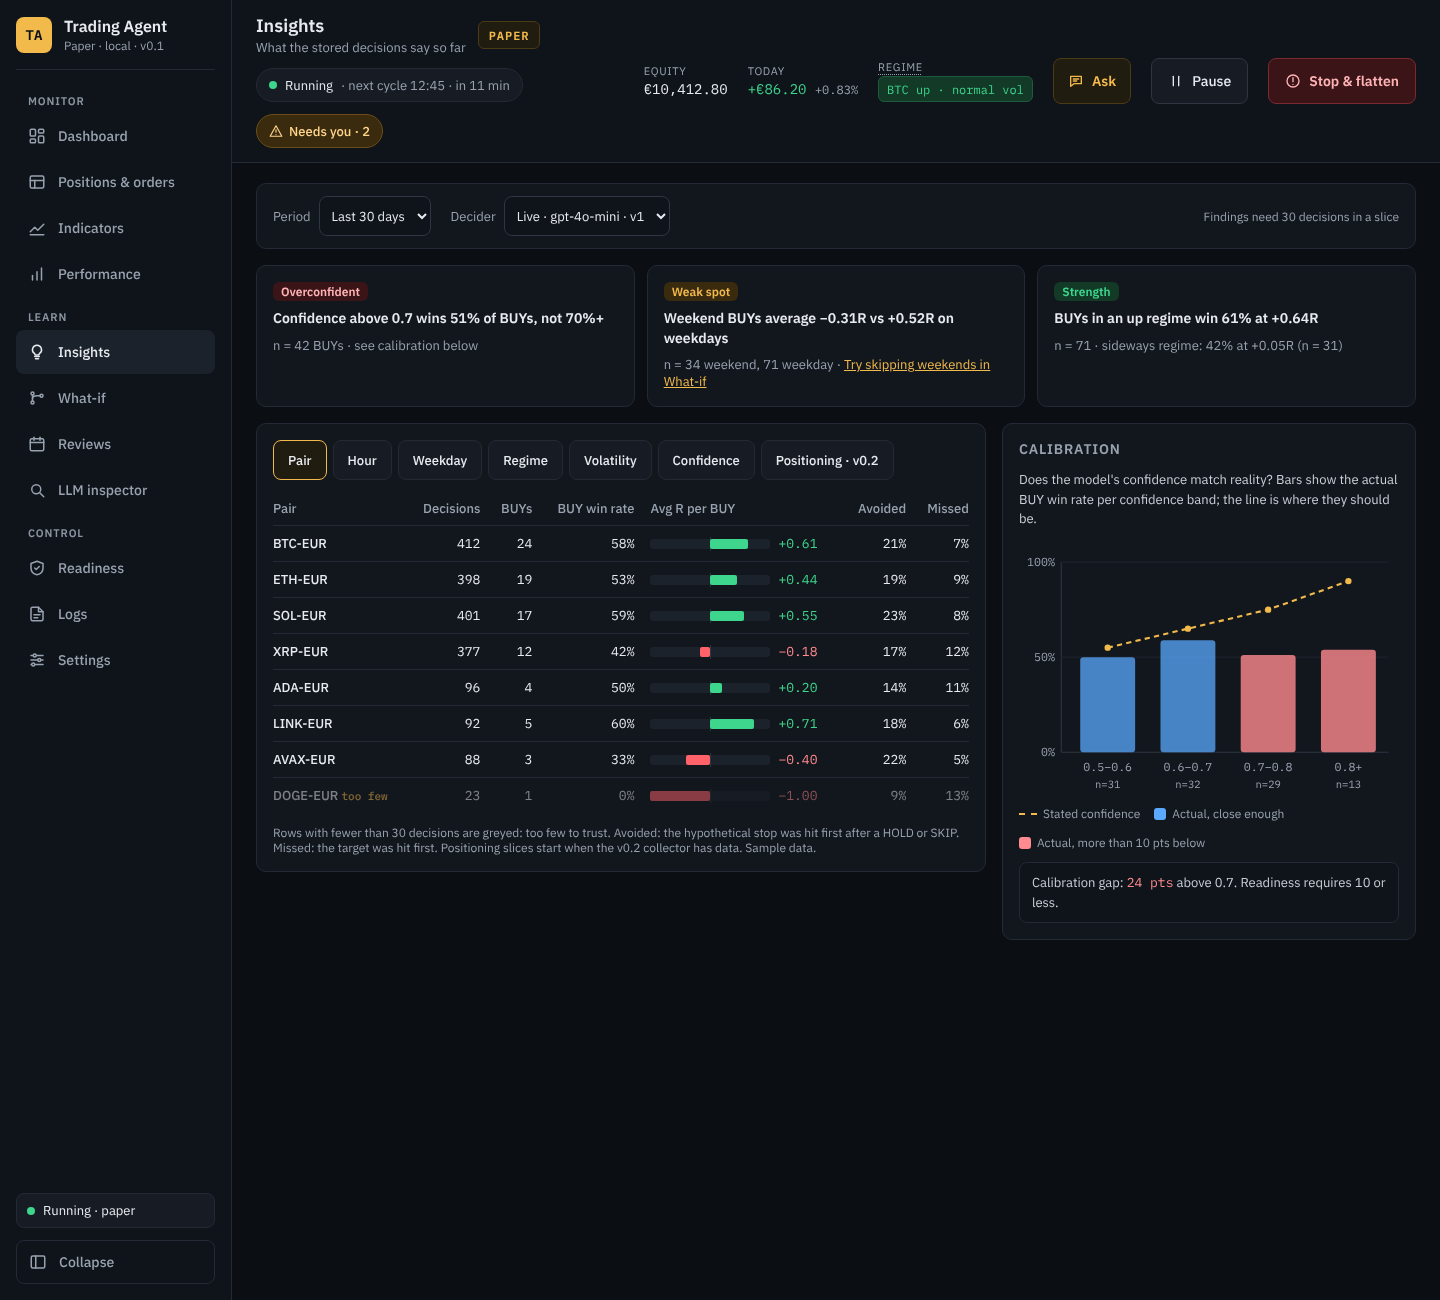 TA
Trading Agent
Paper · local · v0.1
MONITOR
Dashboard
Positions & orders
Indicators
Performance
LEARN
Insights
What-if
Reviews
LLM inspector
CONTROL
Readiness
Logs
Settings
Running · paper
Collapse
Insights
What the stored decisions say so far
PAPER
Running · next cycle 12:45 · in 11 min
Needs you · 2
EQUITY
€10,412.80
TODAY
+€86.20 +0.83%
REGIME
BTC up · normal vol
Ask
Pause
Stop & flatten
Period Last 30 days Decider Live · gpt-4o-mini · v1 Findings need 30 decisions in a slice
Overconfident
Confidence above 0.7 wins 51% of BUYs, not 70%+
n = 42 BUYs · see calibration below
Weak spot
Weekend BUYs average −0.31R vs +0.52R on
weekdays
n = 34 weekend, 71 weekday · Try skipping weekends in
What-if
Strength
BUYs in an up regime win 61% at +0.64R
n = 71 · sideways regime: 42% at +0.05R (n = 31)
Pair Hour Weekday Regime Volatility Confidence Positioning · v0.2
Pair Decisions BUYs BUY win rate Avg R per BUY Avoided Missed
BTC-EUR 412 24 58% +0.61 21% 7%
ETH-EUR 398 19 53% +0.44 19% 9%
SOL-EUR 401 17 59% +0.55 23% 8%
XRP-EUR 377 12 42% −0.18 17% 12%
ADA-EUR 96 4 50% +0.20 14% 11%
LINK-EUR 92 5 60% +0.71 18% 6%
AVAX-EUR 88 3 33% −0.40 22% 5%
DOGE-EUR too few 23 1 0% −1.00 9% 13%
Rows with fewer than 30 decisions are greyed: too few to trust. Avoided: the hypothetical stop was hit first after a HOLD or SKIP.
Missed: the target was hit first. Positioning slices start when the v0.2 collector has data. Sample data.
CALIBRATION
Does the model's confidence match reality? Bars show the actual
BUY win rate per confidence band; the line is where they should
be.
100%
50%
0%
0.5–0.6 0.6–0.7 0.7–0.8 0.8+
n=31 n=32 n=29 n=13
Stated confidence Actual, close enough
Actual, more than 10 pts below
Calibration gap: 24 pts above 0.7. Readiness requires 10 or
less.